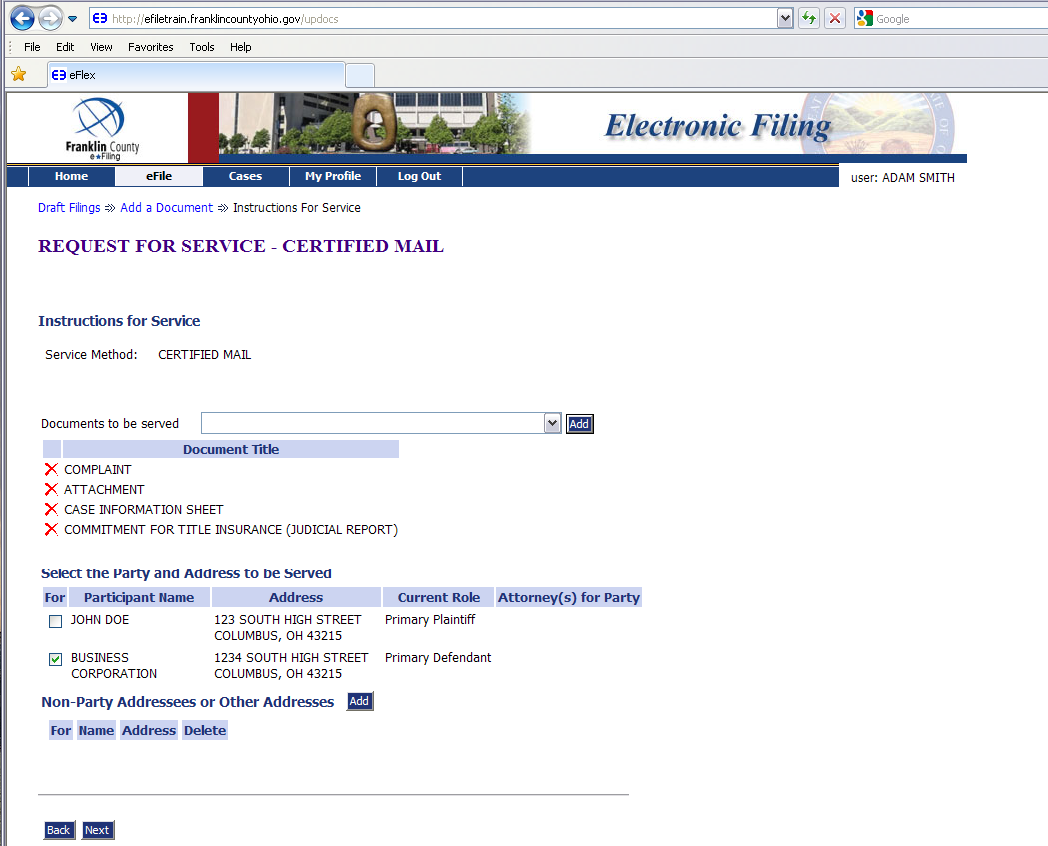 http://efiletrain.franklincountyohio.gov/updocs
Google
File Edit View Favorites Tools Help
eFlex
Franklin County
e★Filing
Electronic Filing
Home eFile Cases My Profile Log Out
user: ADAM SMITH
Draft Filings ⇒ Add a Document ⇒ Instructions For Service
REQUEST FOR SERVICE - CERTIFIED MAIL
Instructions for Service
Service Method: CERTIFIED MAIL
Documents to be served Add
Document Title
COMPLAINT
ATTACHMENT
CASE INFORMATION SHEET
COMMITMENT FOR TITLE INSURANCE (JUDICIAL REPORT)
Select the Party and Address to be Served
For Participant Name Address Current Role Attorney(s) for Party
JOHN DOE 123 SOUTH HIGH STREET Primary Plaintiff
COLUMBUS, OH 43215
BUSINESS 1234 SOUTH HIGH STREET Primary Defendant
CORPORATION COLUMBUS, OH 43215
Non-Party Addressees or Other Addresses Add
For Name Address Delete
Back Next